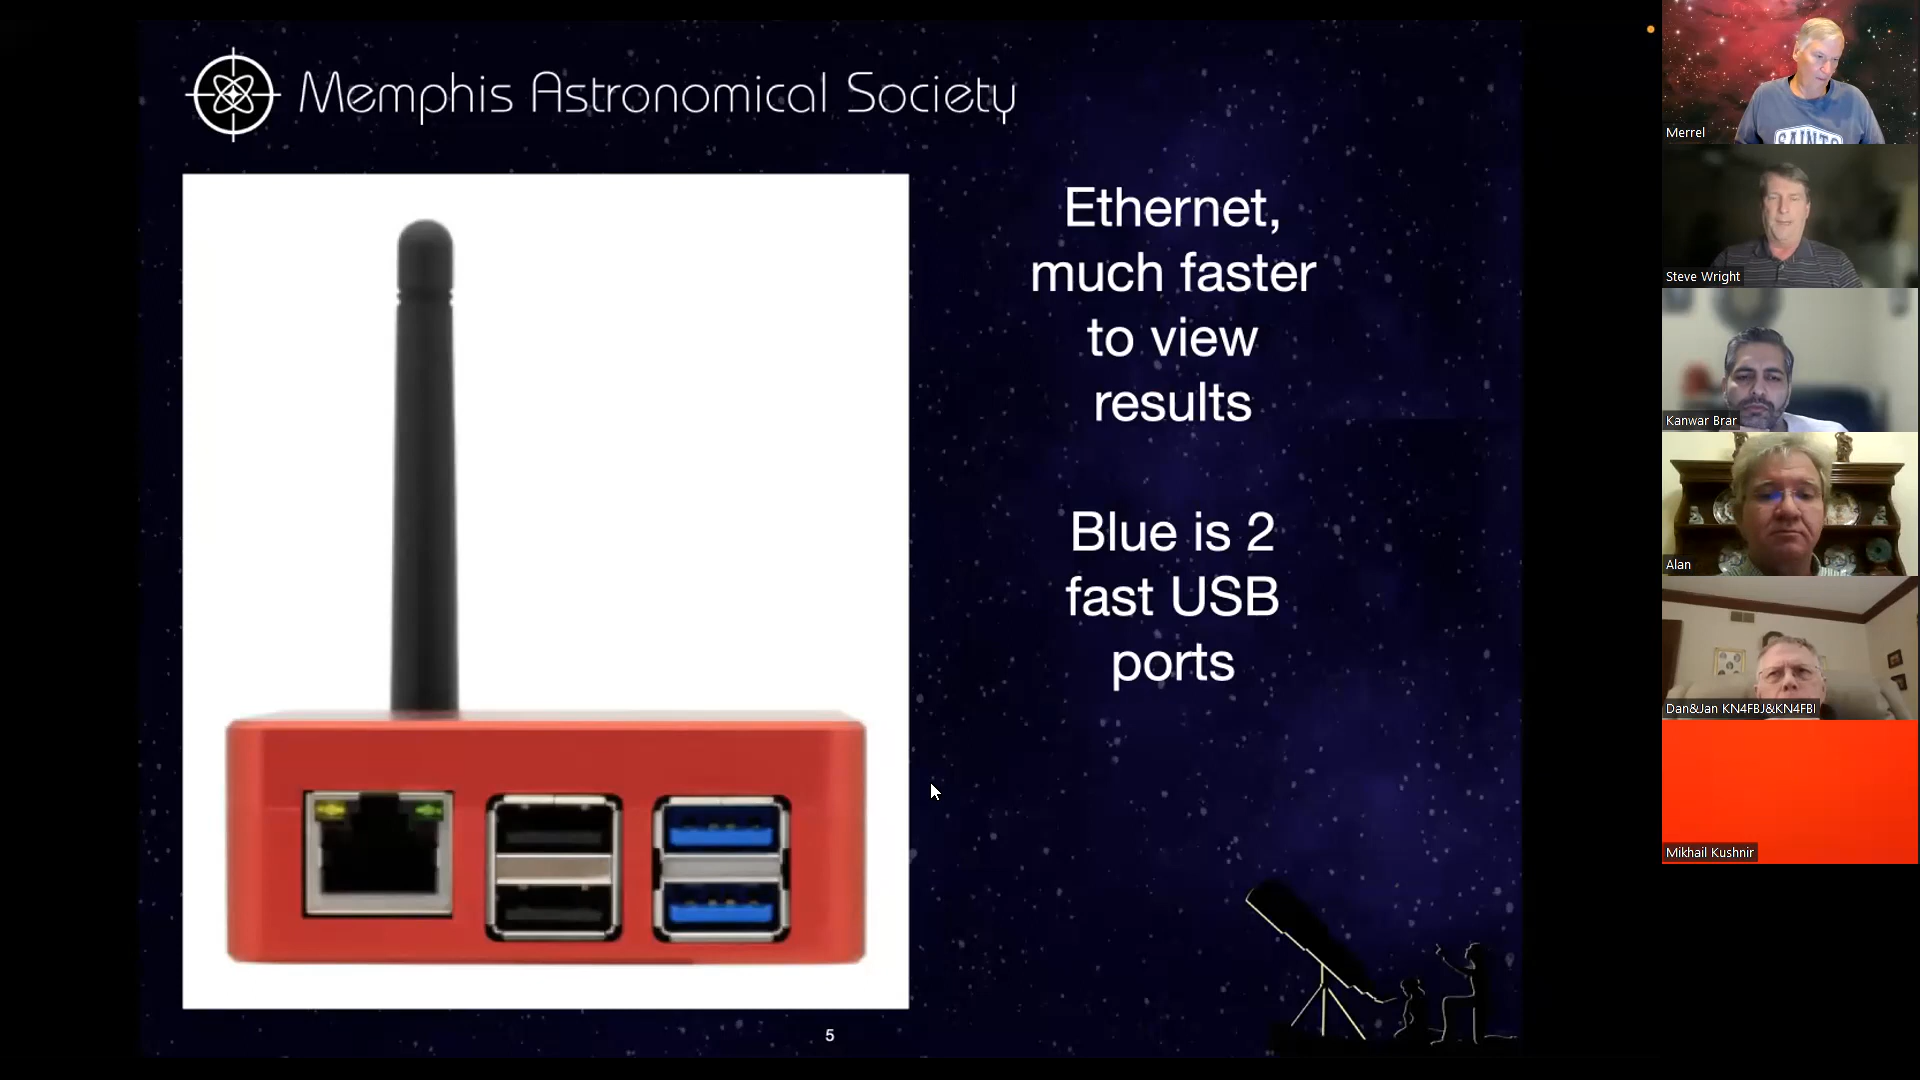 Memphis Astronomical Society
Ethernet,
much faster
to view
results
Blue is 2
fast USB
ports
5
Merrel
SAINTS
Steve Wright
Kanwar Brar
Alan
Dan&Jan KN4FBJ&KN4FBI
Mikhail Kushnir